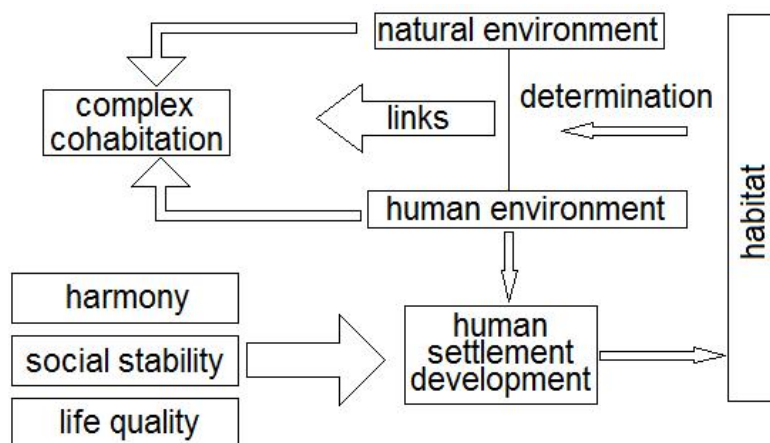 natural environment
complex
cohabitation
links
determination
human environment
habitat
harmony
social stability
life quality
human
settlement
development